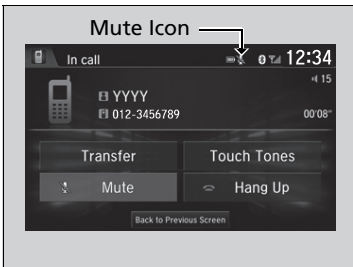 Mute Icon
In call
12:34
15
YYYY
012-3456789
00'08"
Transfer
Touch Tones
Mute
Hang Up
Back to Previous Screen